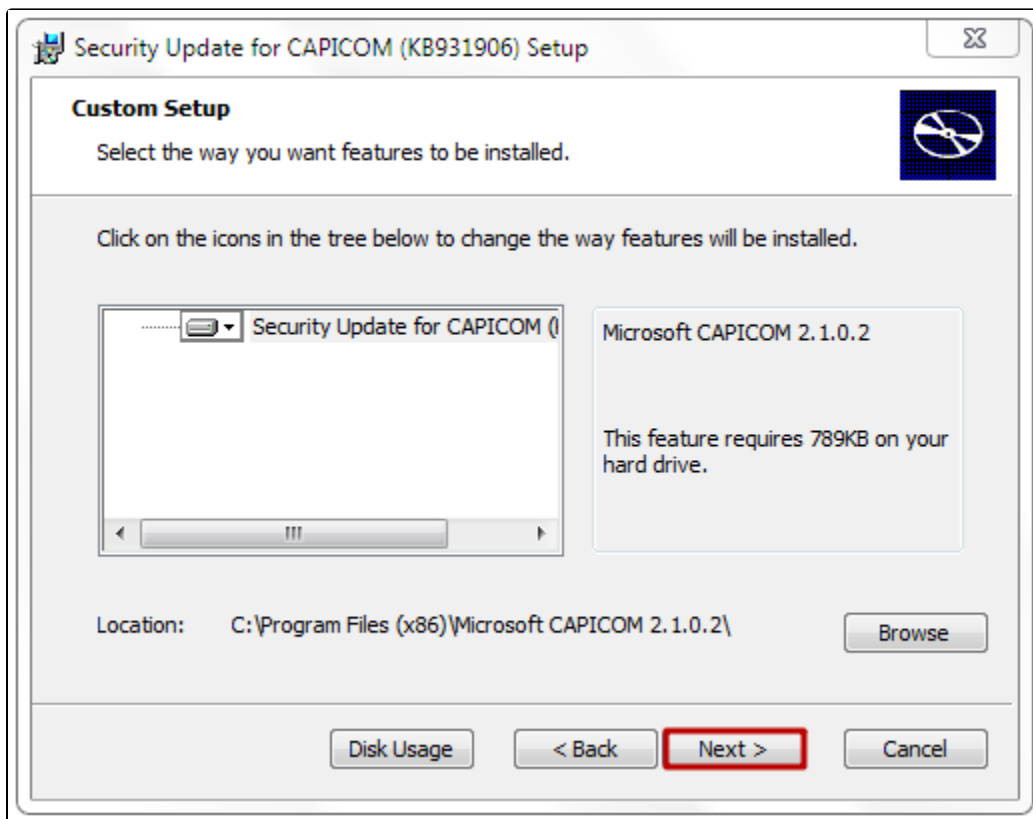 Security Update for CAPICOM (KB931906) Setup
Custom Setup
Select the way you want features to be installed.
Click on the icons in the tree below to change the way features will be installed.
Security Update for CAPICOM (
Microsoft CAPICOM 2.1.0.2
This feature requires 789KB on your
hard drive.
Location: C:\Program Files (x86)\Microsoft CAPICOM 2.1.0.2\
Browse
Disk Usage
< Back
Next >
Cancel